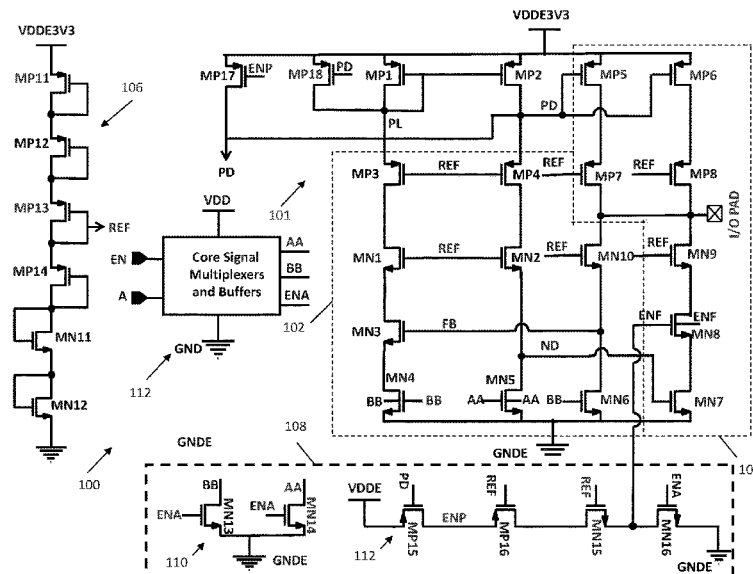 VDDE3V3
VDDE3V3
MP11
106
MP17
ENP
MP18
PD
MP1
MP2
MP5
MP6
PL
PD
MP12
PD
MP3
REF
MP4
REF
MP7
REF
MP8
MP13
REF
101
VDD
I/O PAD
EN
A
Core Signal
Multiplexers
and Buffers
AA
BB
ENA
MP14
MN1
REF
MN2
REF
MN10
REF
MN9
102
MN11
GND
112
MN3
FB
ENF
ENF
MN8
ND
MN12
MN4
BB
BB
MN5
AA
AA
BB
MN6
MN7
GNDE
108
GNDE
10
100
BB
ENA
MN13
AA
ENA
MN14
GNDE
110
VDDE
PD
MP15
ENP
REF
MP16
REF
MN15
ENA
MN16
112
GNDE